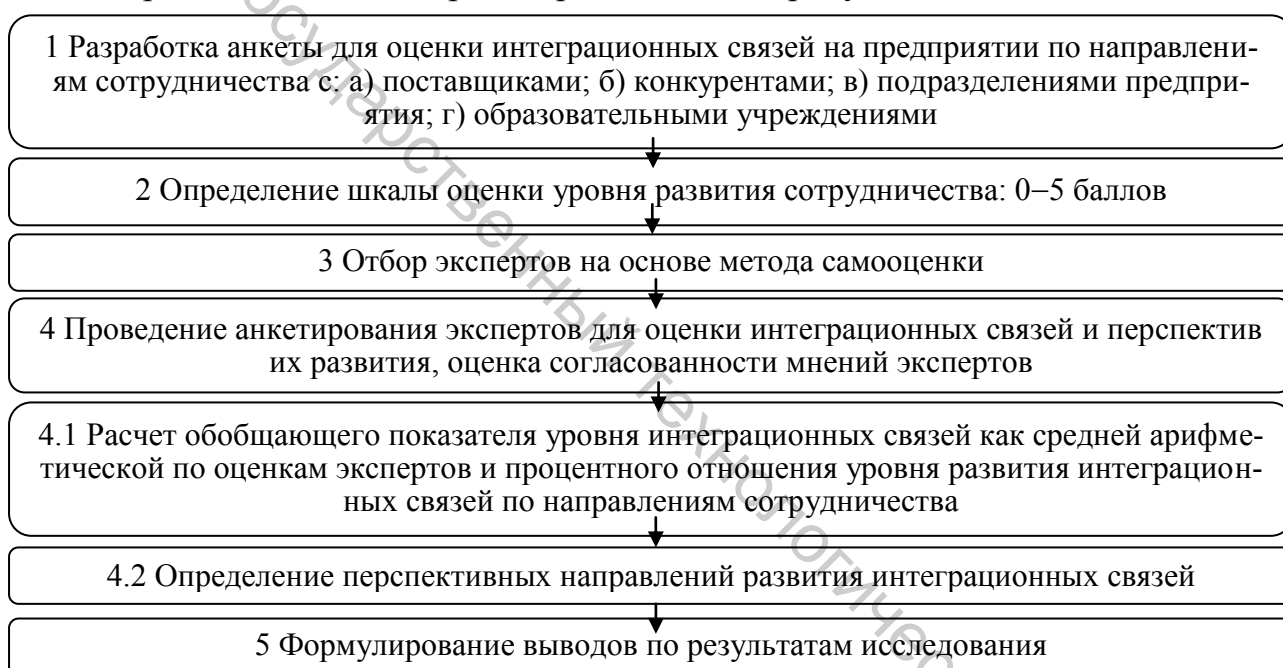 1 Разработка анкеты для оценки интеграционных связей на предприятии по направлени-
ям сотрудничества с: а) поставщиками; б) конкурентами; в) подразделениями предпри-
ятия; г) образовательными учреждениями
2 Определение шкалы оценки уровня развития сотрудничества: 0–5 баллов
3 Отбор экспертов на основе метода самооценки
4 Проведение анкетирования экспертов для оценки интеграционных связей и перспектив
их развития, оценка согласованности мнений экспертов
4.1 Расчет обобщающего показателя уровня интеграционных связей как средней арифме-
тической по оценкам экспертов и процентного отношения уровня развития интеграцион-
ных связей по направлениям сотрудничества
4.2 Определение перспективных направлений развития интеграционных связей
5 Формулирование выводов по результатам исследования